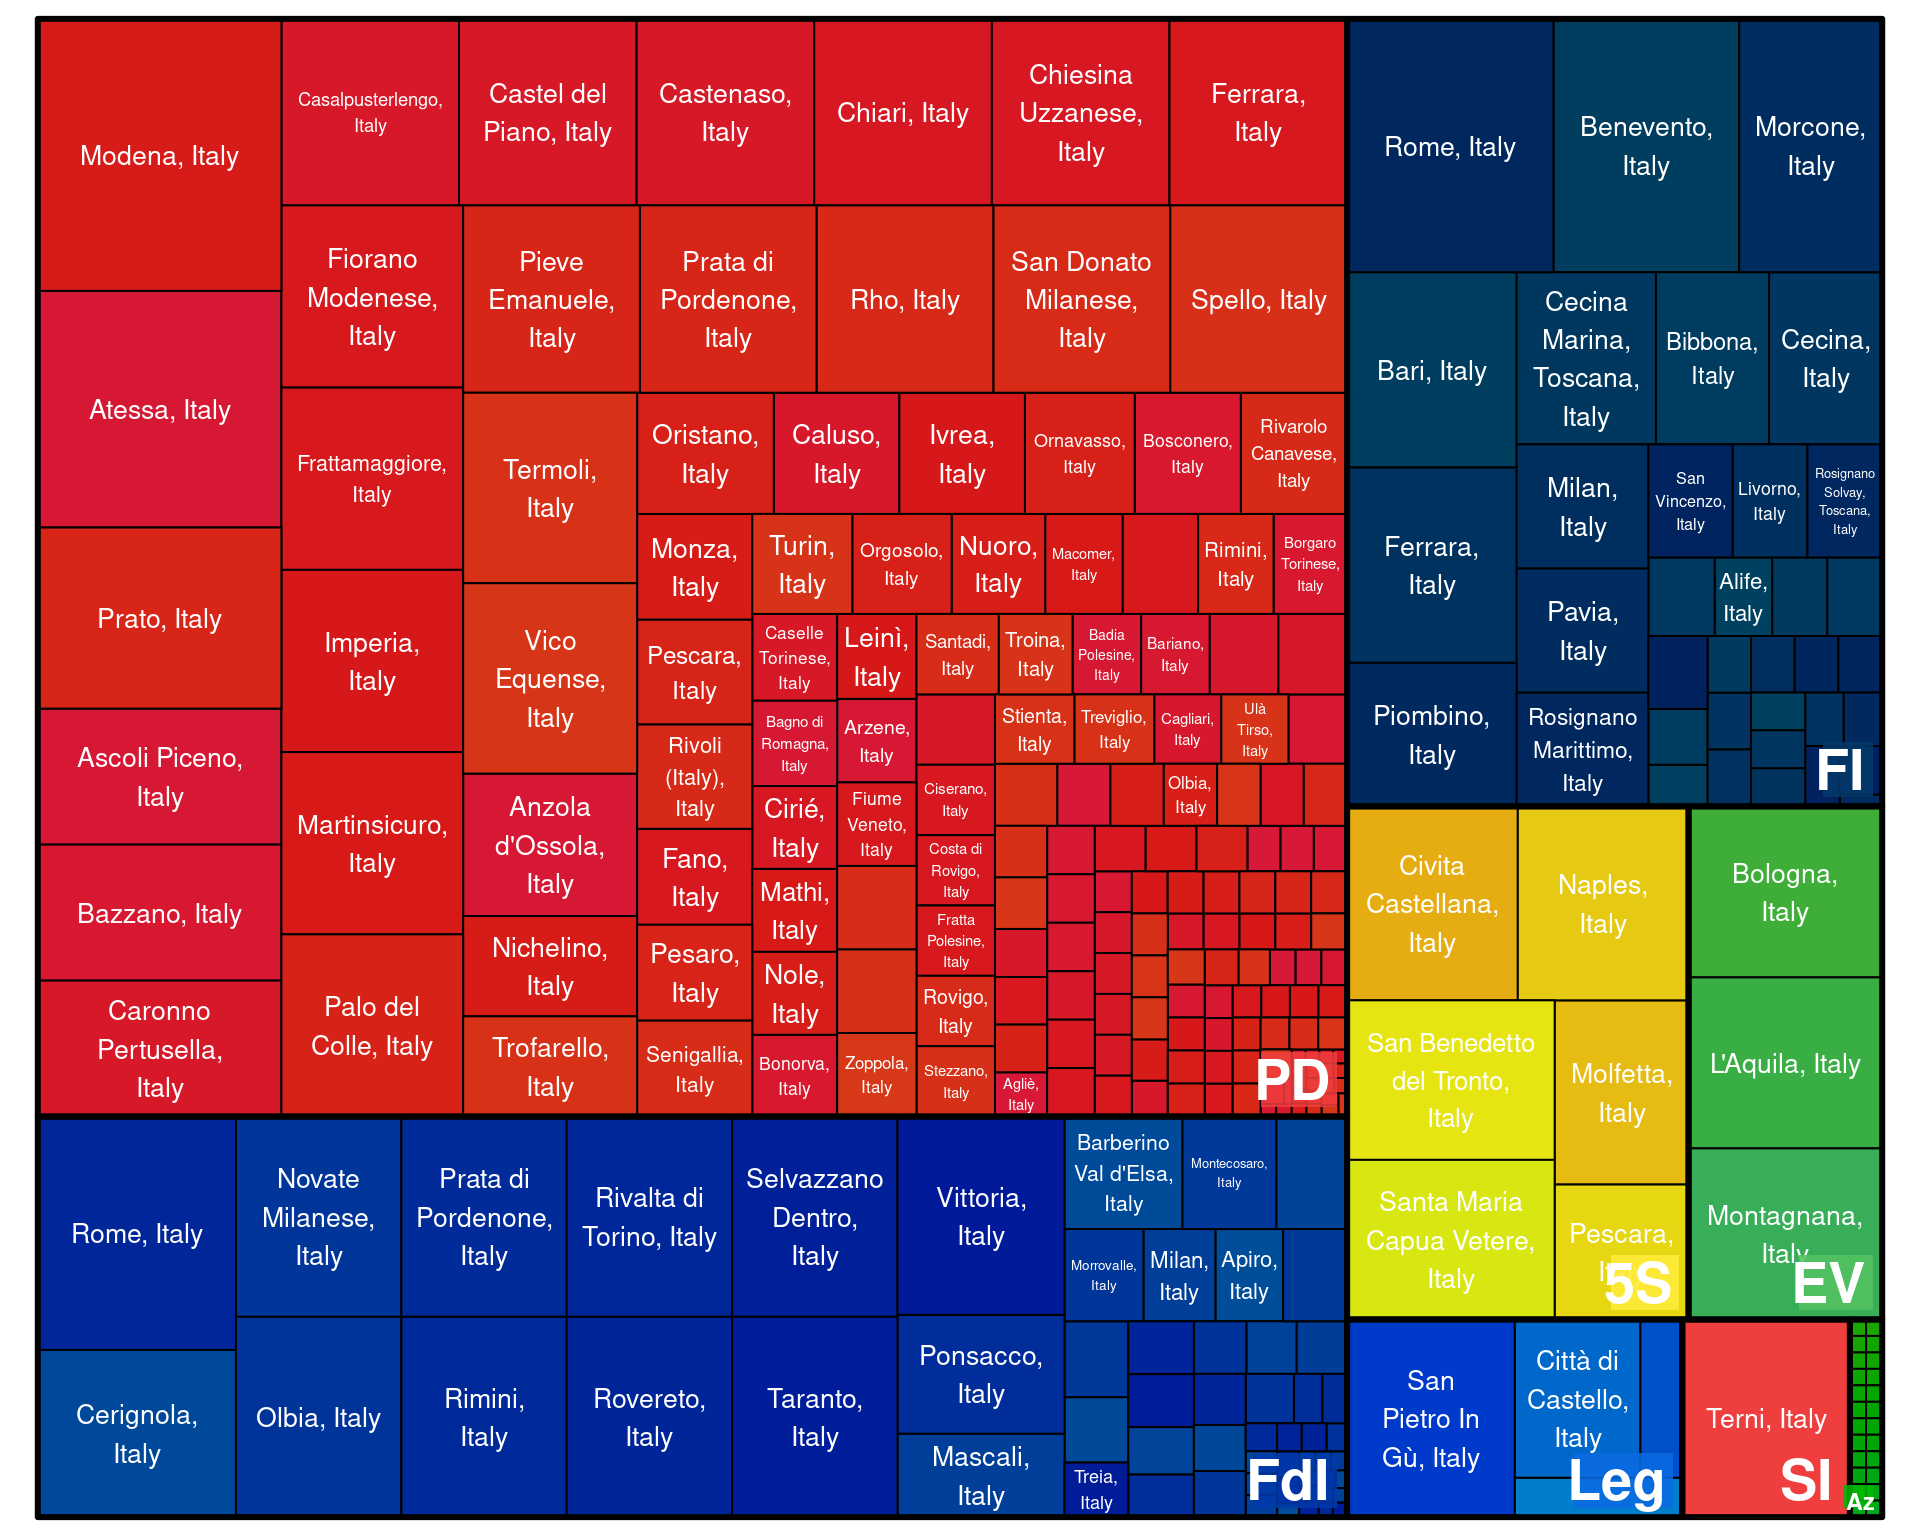 Modena, Italy
Atessa, Italy
Prato, Italy
Ascoli Piceno,
Italy
Bazzano, Italy
Caronno
Pertusella,
Italy
Casalpusterlengo,
Italy
Castel del
Piano, Italy
Castenaso,
Italy
Chiari, Italy
Chiesina
Uzzanese,
Italy
Ferrara,
Italy
Fiorano
Modenese,
Italy
Frattamaggiore,
Italy
Imperia,
Italy
Martinsicuro,
Italy
Palo del
Colle, Italy
Pieve
Emanuele,
Italy
Prata di
Pordenone,
Italy
Rho, Italy
San Donato
Milanese,
Italy
Spello, Italy
Termoli,
Italy
Vico
Equense,
Italy
Anzola
d'Ossola,
Italy
Nichelino,
Italy
Trofarello,
Italy
Oristano,
Italy
Caluso,
Italy
Ivrea,
Italy
Ornavasso,
Italy
Bosconero,
Italy
Rivarolo
Canavese,
Italy
Monza,
Italy
Pescara,
Italy
Rivoli
(Italy),
Italy
Fano,
Italy
Pesaro,
Italy
Senigallia,
Italy
Turin,
Italy
Orgosolo,
Italy
Nuoro,
Italy
Macomer,
Italy
Rimini,
Italy
Borgaro
Torinese,
Italy
Caselle
Torinese,
Italy
Bagno di
Romagna,
Italy
Cirié,
Italy
Mathi,
Italy
Nole,
Italy
Bonorva,
Italy
Leinì,
Italy
Arzene,
Italy
Fiume
Veneto,
Italy
Zoppola,
Italy
Santadi,
Italy
Troina,
Italy
Badia
Polesine,
Italy
Bariano,
Italy
Ciserano,
Italy
Costa di
Rovigo,
Italy
Fratta
Polesine,
Italy
Rovigo,
Italy
Stezzano,
Italy
Stienta,
Italy
Treviglio,
Italy
Cagliari,
Italy
Ulà
Tirso,
Italy
Olbia,
Italy
Agliè,
Italy
PD
Rome, Italy
Benevento,
Italy
Morcone,
Italy
Bari, Italy
Ferrara,
Italy
Piombino,
Italy
Cecina
Marina,
Toscana,
Italy
Bibbona,
Italy
Cecina,
Italy
Milan,
Italy
Pavia,
Italy
Rosignano
Marittimo,
Italy
San
Vincenzo,
Italy
Livorno,
Italy
Rosignano
Solvay,
Toscana,
Italy
Alife,
Italy
FI
Civita
Castellana,
Italy
Naples,
Italy
San Benedetto
del Tronto,
Italy
Santa Maria
Capua Vetere,
Italy
Molfetta,
Italy
Pescara,
5S
Bologna,
Italy
L'Aquila, Italy
Montagnana,
Italy
EV
Rome, Italy
Cerignola,
Italy
Novate
Milanese,
Italy
Prata di
Pordenone,
Italy
Rivalta di
Torino, Italy
Selvazzano
Dentro,
Italy
Olbia, Italy
Rimini,
Italy
Rovereto,
Italy
Taranto,
Italy
Vittoria,
Italy
Ponsacco,
Italy
Mascali,
Italy
Barberino
Val d'Elsa,
Italy
Montecosaro,
Italy
Morrovalle,
Italy
Milan,
Italy
Apiro,
Italy
Treia,
Italy
FdI
San
Pietro In
Gù, Italy
Città di
Castello,
Italy
Leg
Terni, Italy
SI
Az